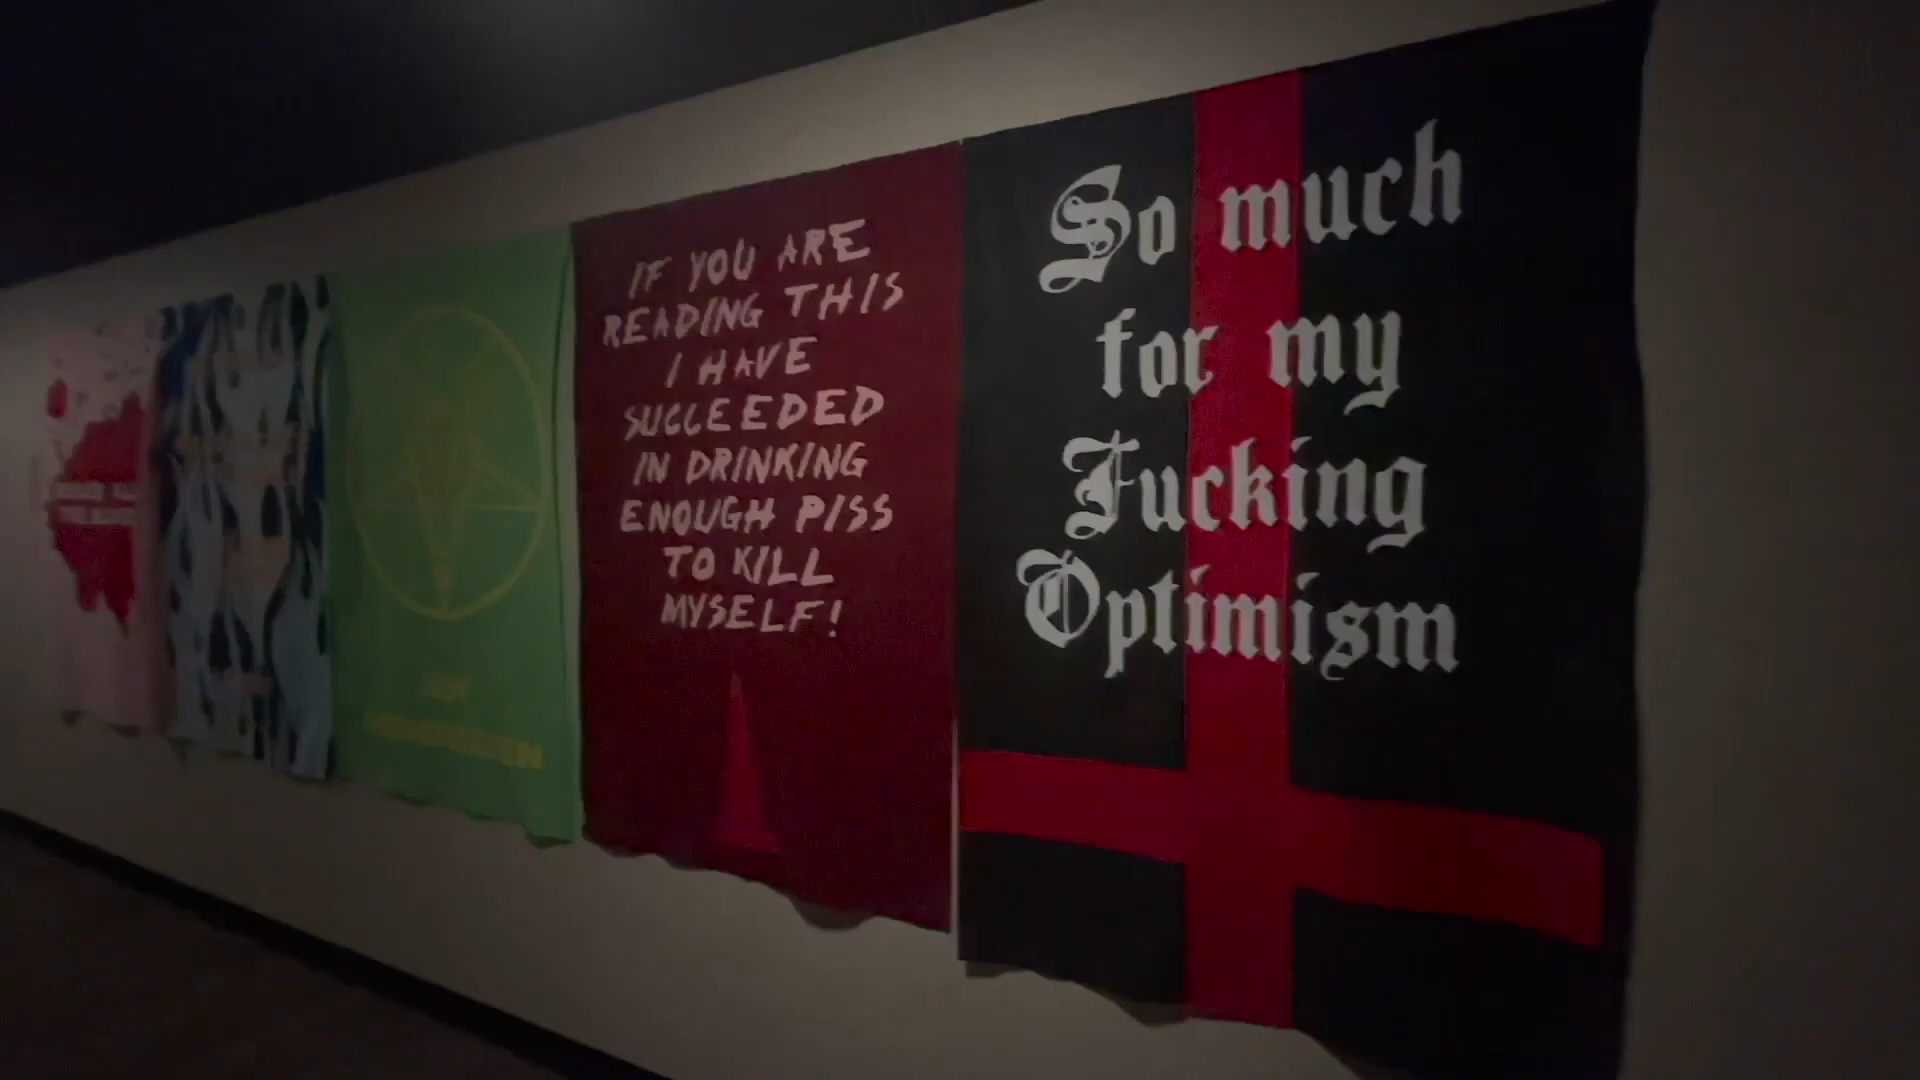 IF YOU ARE
READING THIS
I HAVE
SUCCEEDED
IN DRINKING
ENOUGH PISS
TO KILL
MYSELF!
So much
for my
Fucking
Optimism